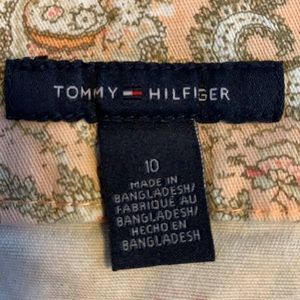 TOMMY HILFIGER
10
MADE IN
BANGLADESH/
FABRIQUÉ AU
BANGLADESH/
HECHO EN
BANGLADESH